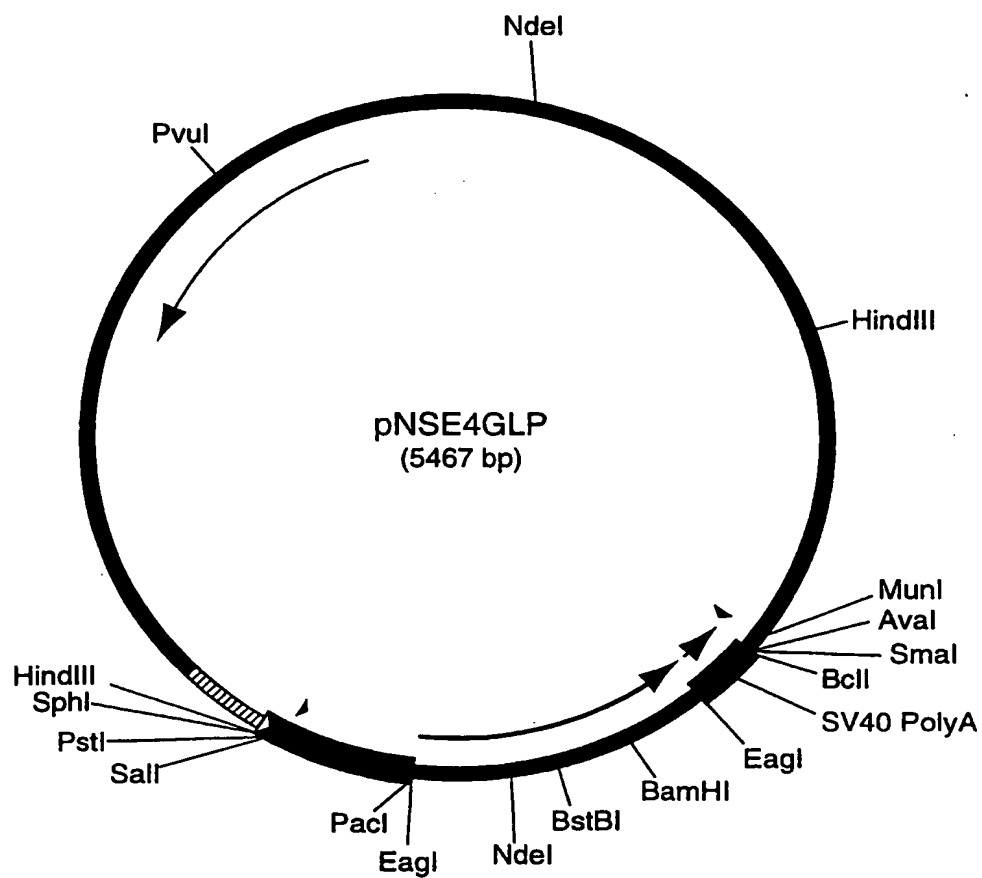 NdeI
PvuI
HindIII
pNSE4GLP
(5467 bp)
MunI
AvaI
SmaI
BclI
SV40 PolyA
EagI
BamHI
BstBI
NdeI
EagI
PacI
SalI
PstI
SphI
HindIII